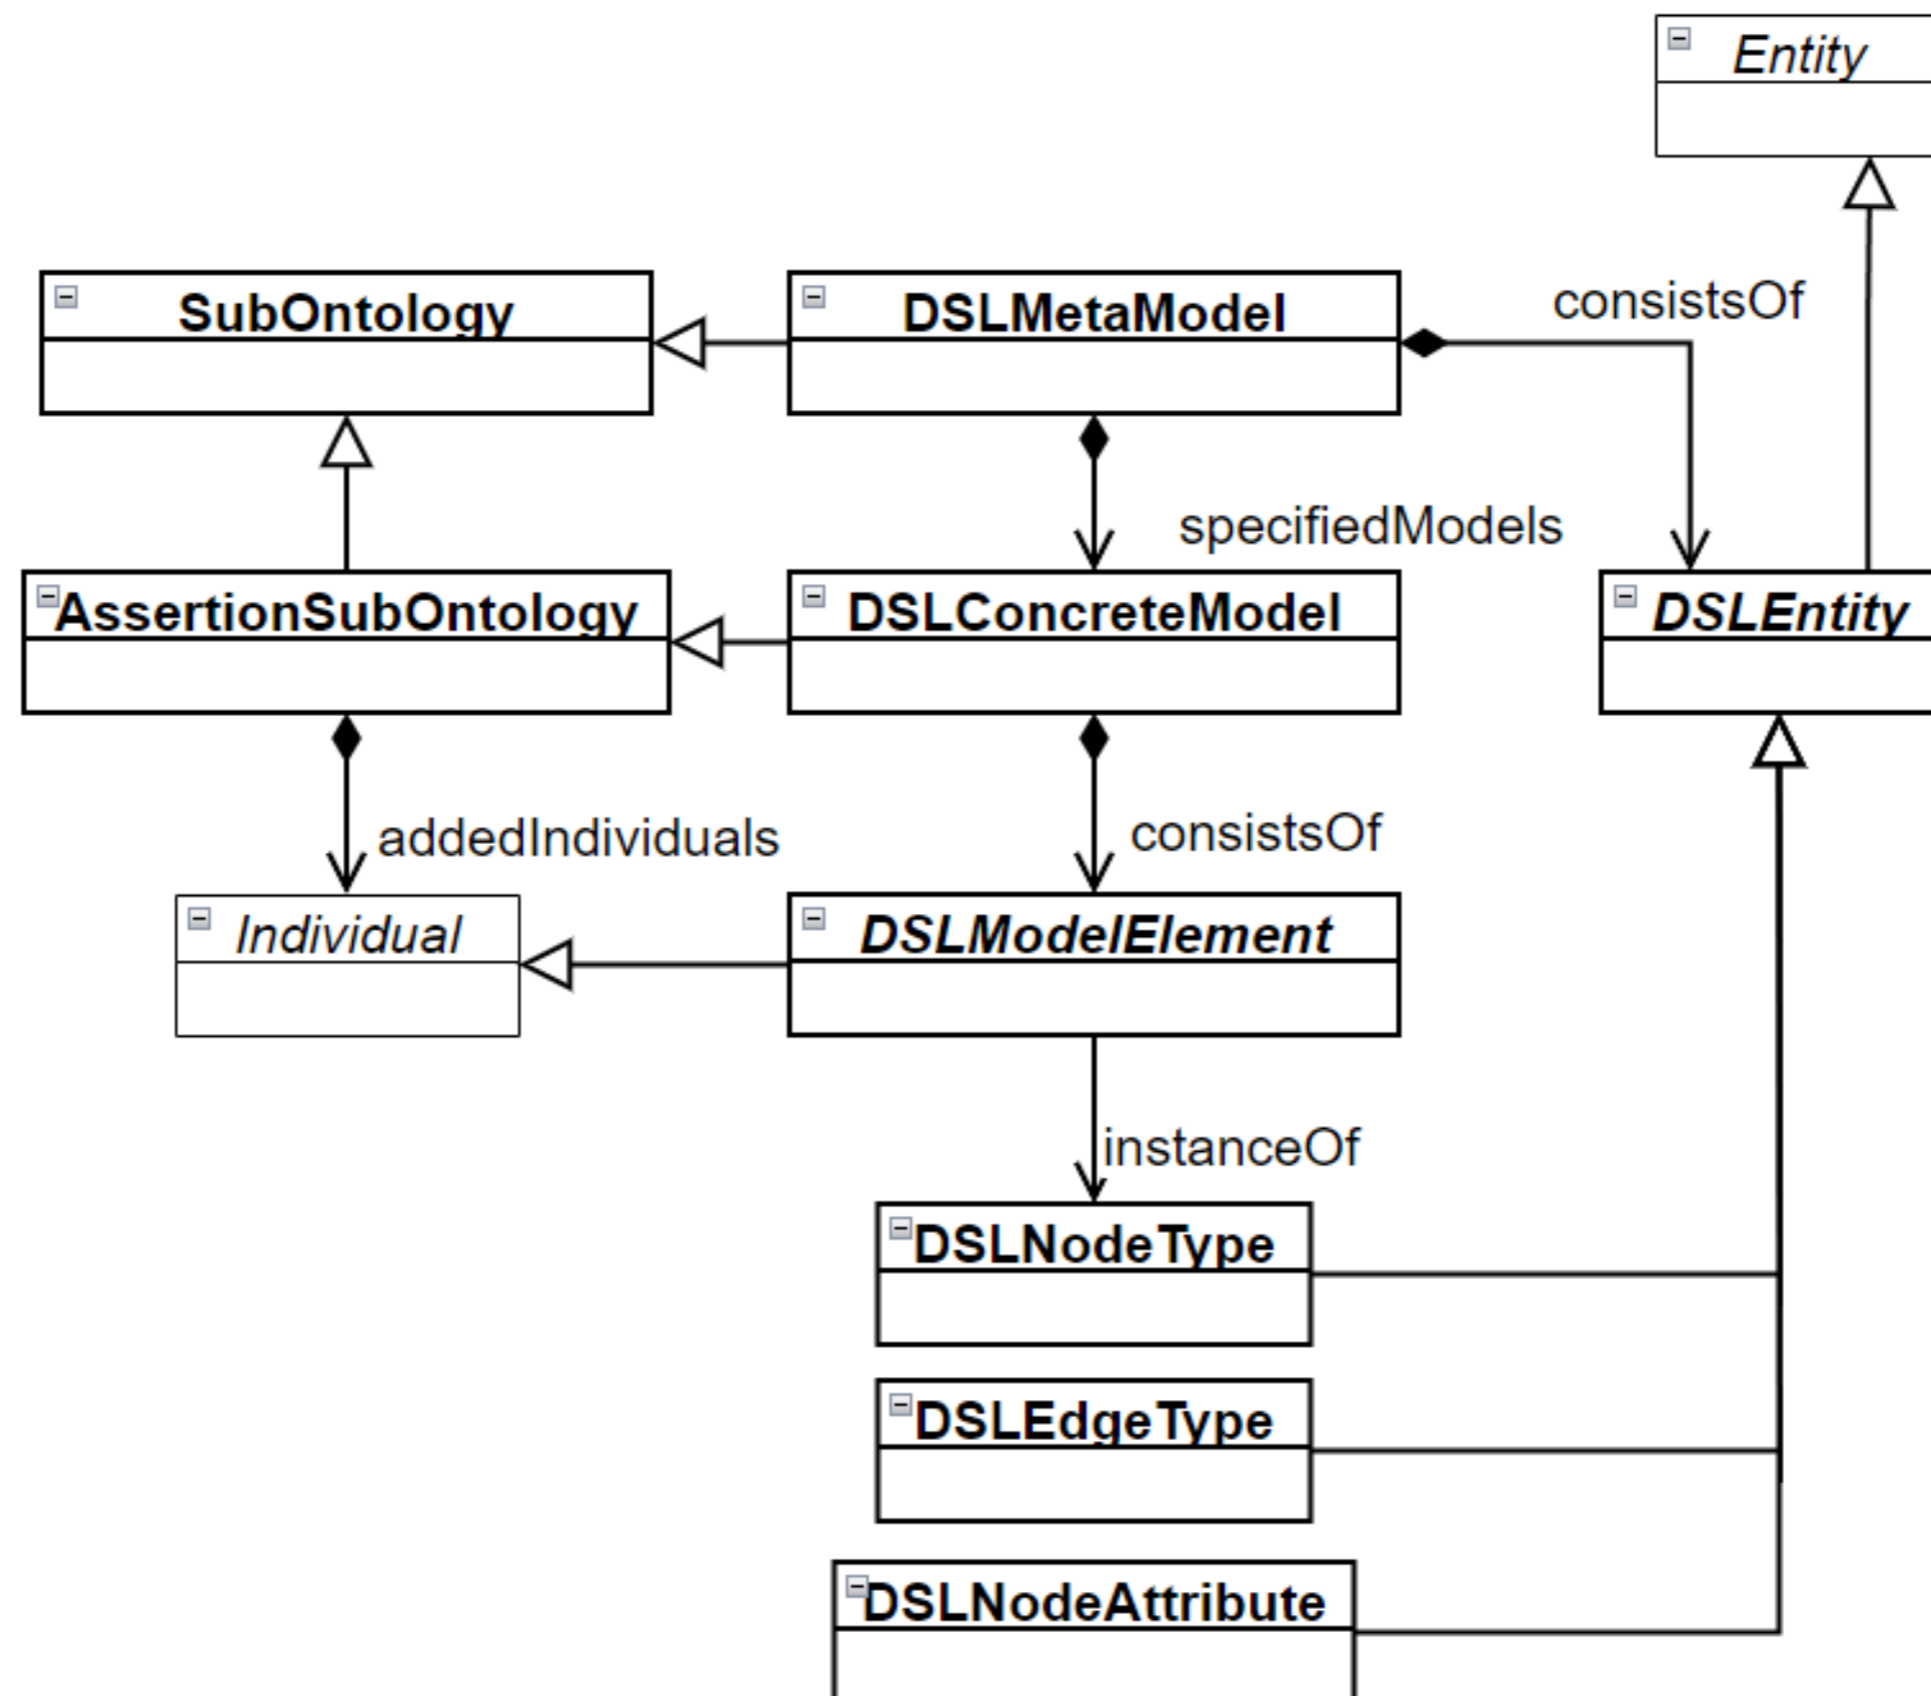 Entity
SubOntology
DSLMetaModel
consistsOf
specifiedModels
AssertionSubOntology
DSLConcreteModel
DSLEntity
addedIndividuals
consistsOf
Individual
DSLModelElement
instanceOf
DSLNodeType
DSLEdgeType
DSLNodeAttribute